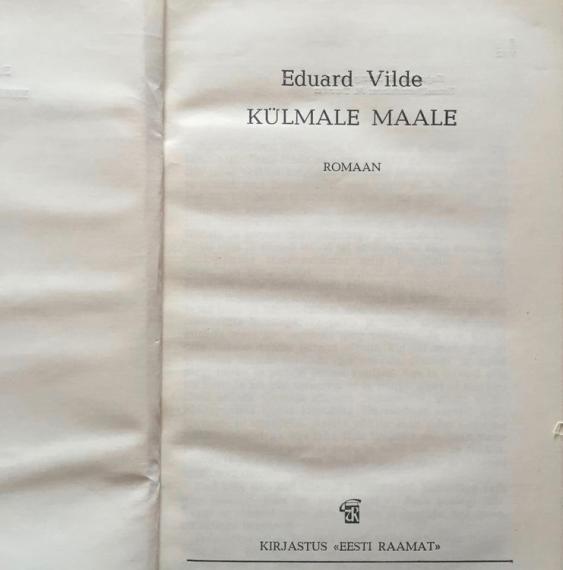 Eduard Vilde
KÜLMALE MAALE
ROMAAN
KIRJASTUS «EESTI RAAMAT»